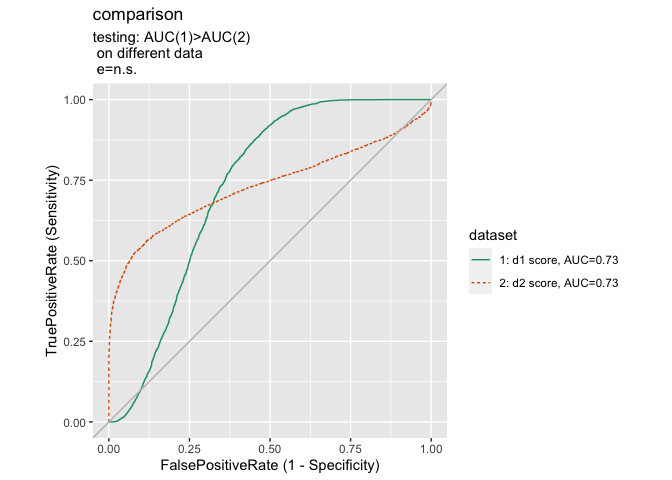 comparison
testing: AUC(1)>AUC(2)
on different data
e=n.s.
1.00
0.75
0.50
0.25
0.00
TruePositiveRate (Sensitivity)
0.00 0.25 0.50 0.75 1.00
FalsePositiveRate (1 - Specificity)
dataset
1: d1 score, AUC=0.73
2: d2 score, AUC=0.73